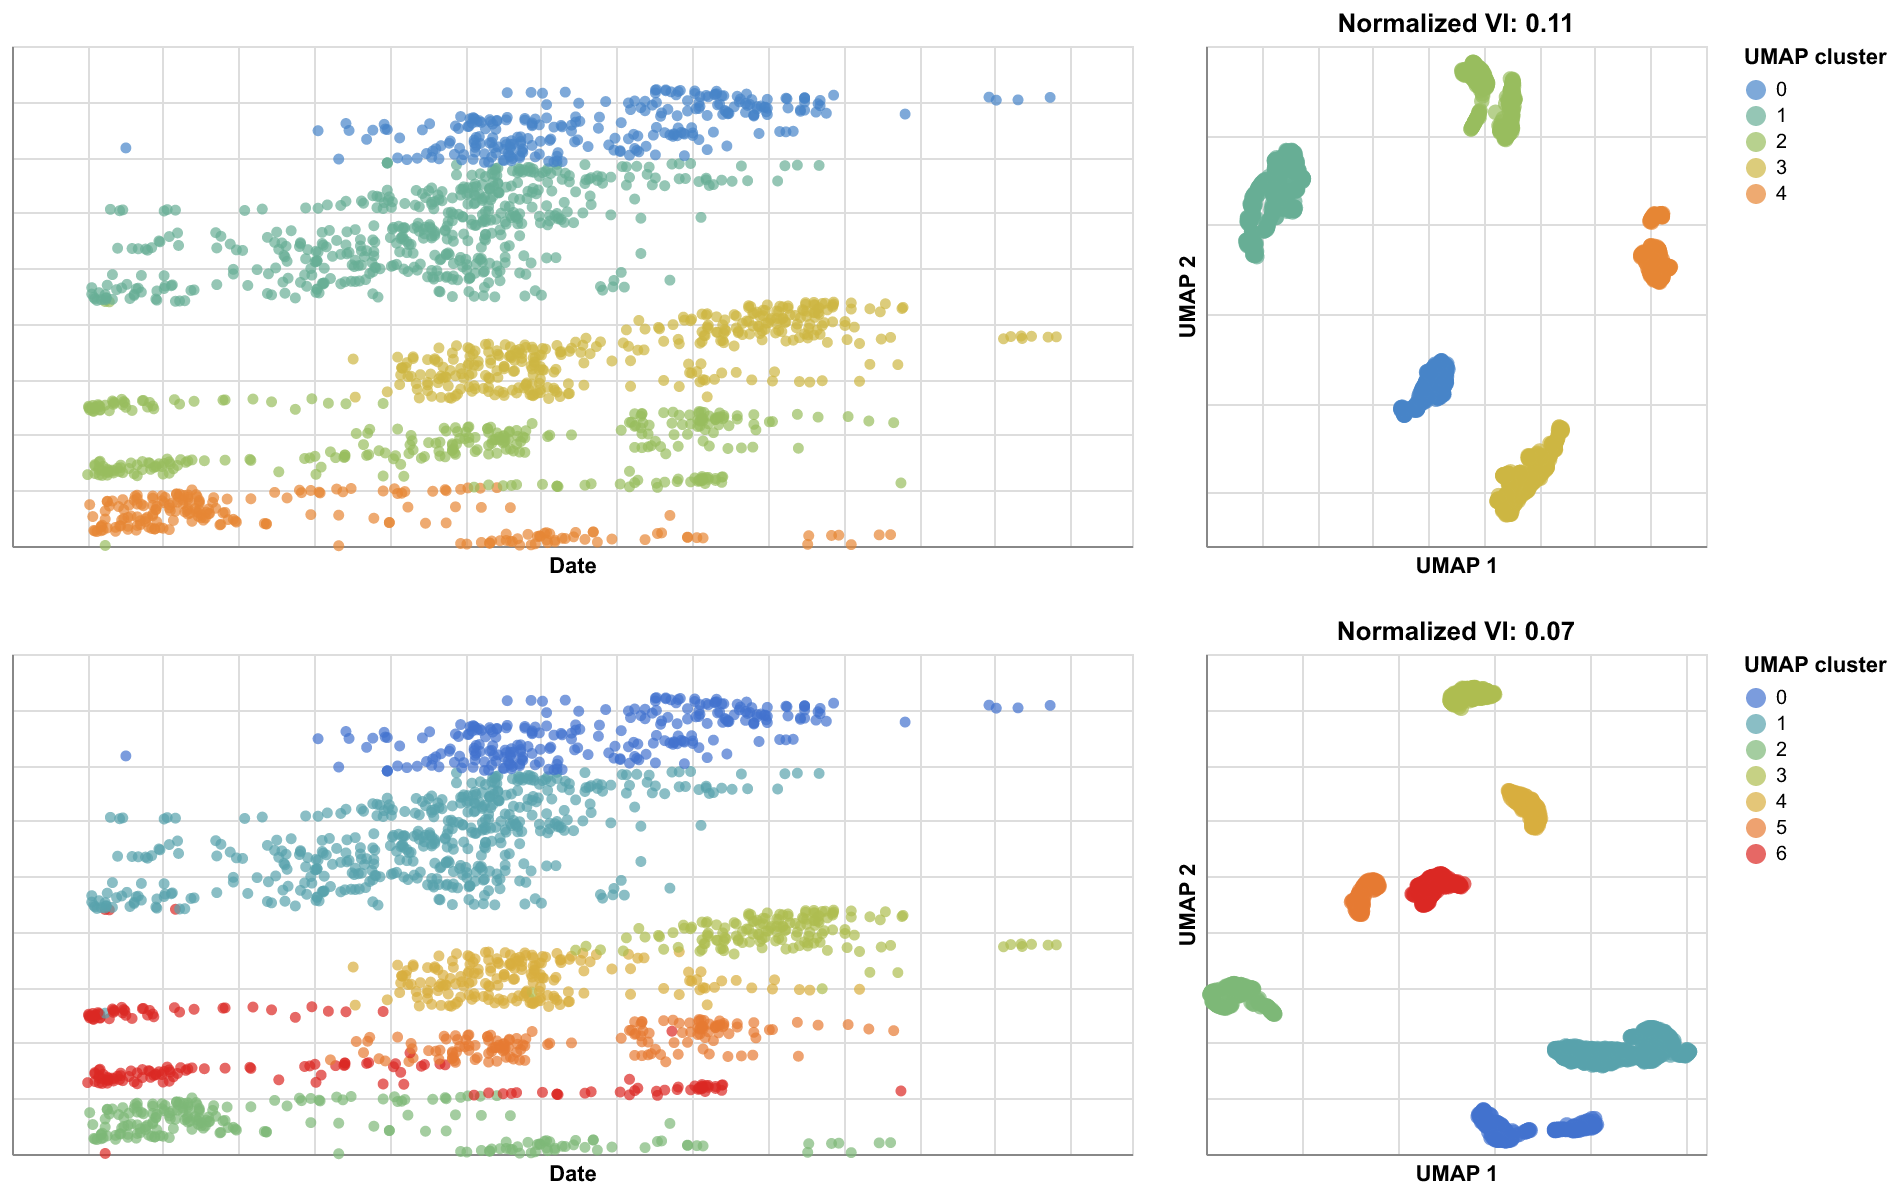 Normalized VI: 0.11
UMAP cluster
0
1
2
3
4
UMAP 2
Date
UMAP 1
Normalized VI: 0.07
UMAP cluster
0
1
2
3
4
5
6
UMAP 2
Date
UMAP 1